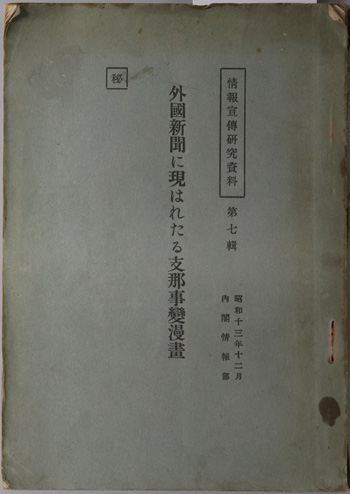 情報宣傳研究資料 第七輯
昭和十三年十二月
內閣情報部
外國新聞に現はれたる支那事變漫畫
秘